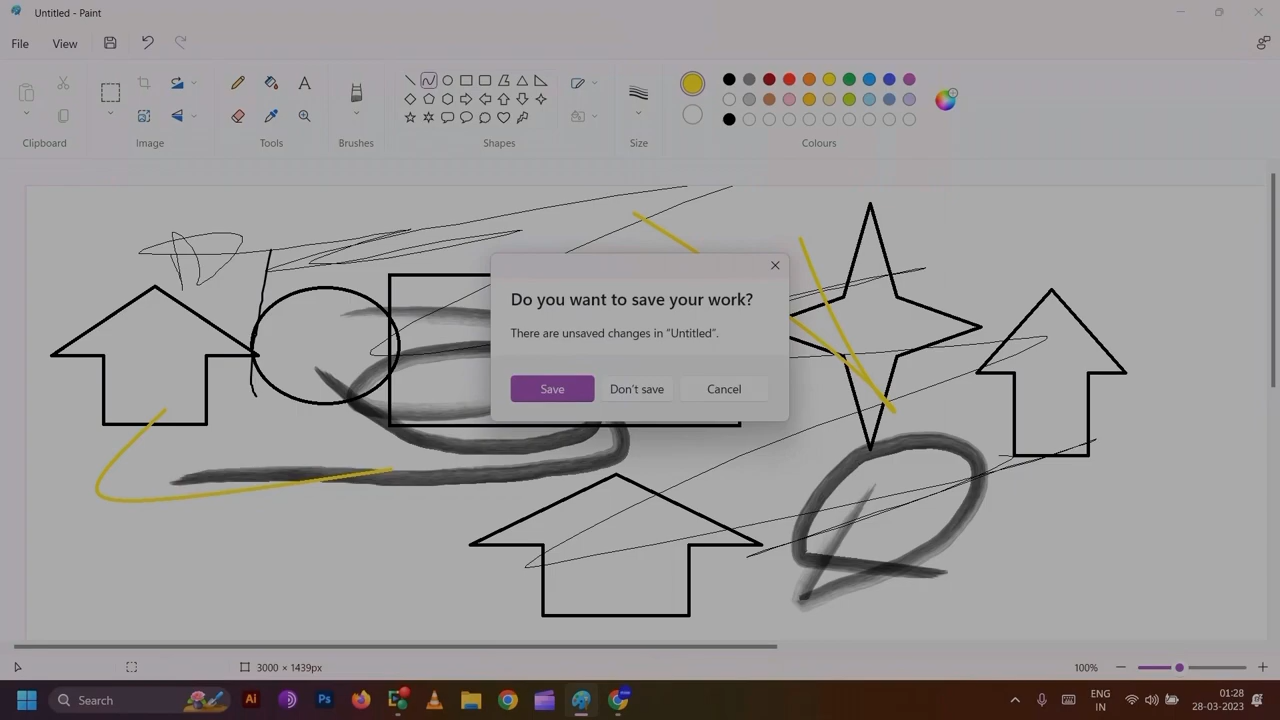 Untitled - Paint
File View
Clipboard Image Tools Brushes Shapes Size Colours
Do you want to save your work?
There are unsaved changes in “Untitled”.
Save Don't save Cancel
3000 × 1439px 100%
Search Ai Ps ENG 01:28
IN 28-03-2023